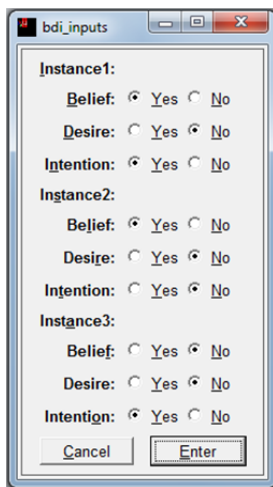 bdi_inputs
Instance1:
Belief: Yes No
Desire: Yes No
Intention: Yes No
Instance2:
Belief: Yes No
Desire: Yes No
Intention: Yes No
Instance3:
Belief: Yes No
Desire: Yes No
Intention: Yes No
Cancel Enter